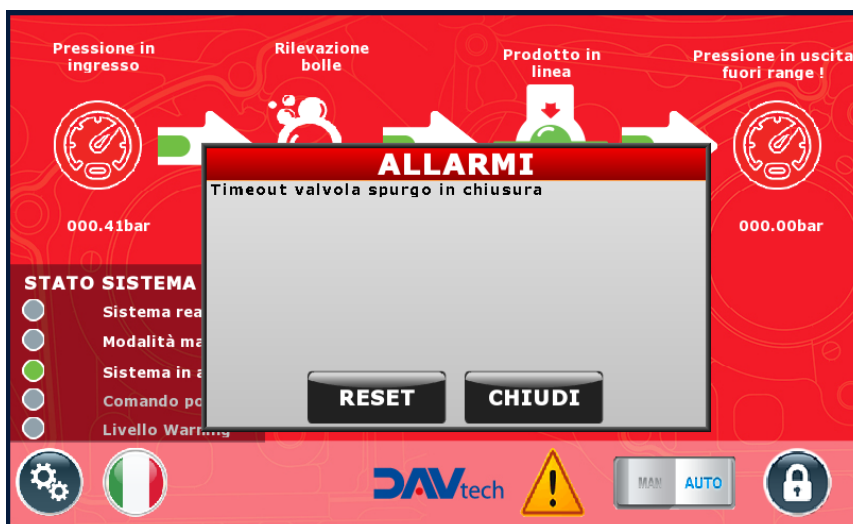 Pressione in
ingresso
Rilevazione
bolle
Prodotto in
linea
Pressione in uscita
fuori range !
ALLARMI
Timeout valvola spurgo in chiusura
000.41bar
000.00bar
STATO SISTEMA
Sistema rea
Modalità ma
Sistema in a
Comando po
Livello Warning
RESET
CHIUDI
DAVtech
MAN
AUTO